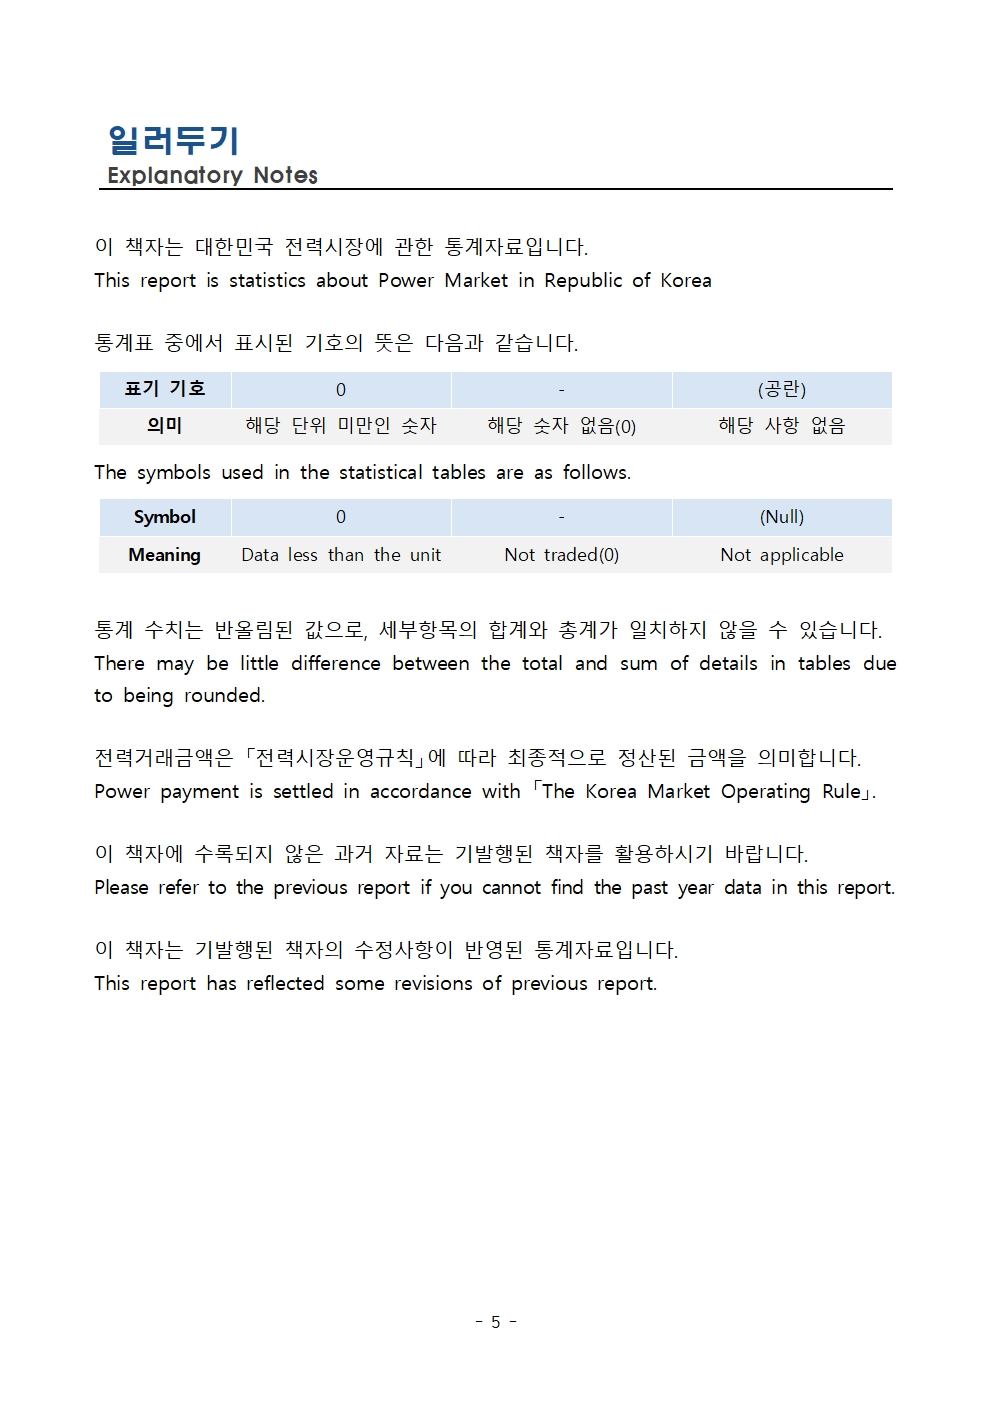 일러두기
Explanatory Notes
이 책자는 대한민국 전력시장에 관한 통계자료입니다.
This report is statistics about Power Market in Republic of Korea
통계표 중에서 표시된 기호의 뜻은 다음과 같습니다.
표기 기호 0 - (공란)
의미 해당 단위 미만인 숫자 해당 숫자 없음(0) 해당 사항 없음
The symbols used in the statistical tables are as follows.
Symbol 0 - (Null)
Meaning Data less than the unit Not traded(0) Not applicable
통계 수치는 반올림된 값으로, 세부항목의 합계와 총계가 일치하지 않을 수 있습니다.
There may be little difference between the total and sum of details in tables due
to being rounded.
전력거래금액은 「전력시장운영규칙」에 따라 최종적으로 정산된 금액을 의미합니다.
Power payment is settled in accordance with 「The Korea Market Operating Rule」.
이 책자에 수록되지 않은 과거 자료는 기발행된 책자를 활용하시기 바랍니다.
Please refer to the previous report if you cannot find the past year data in this report.
이 책자는 기발행된 책자의 수정사항이 반영된 통계자료입니다.
This report has reflected some revisions of previous report.
- 5 -